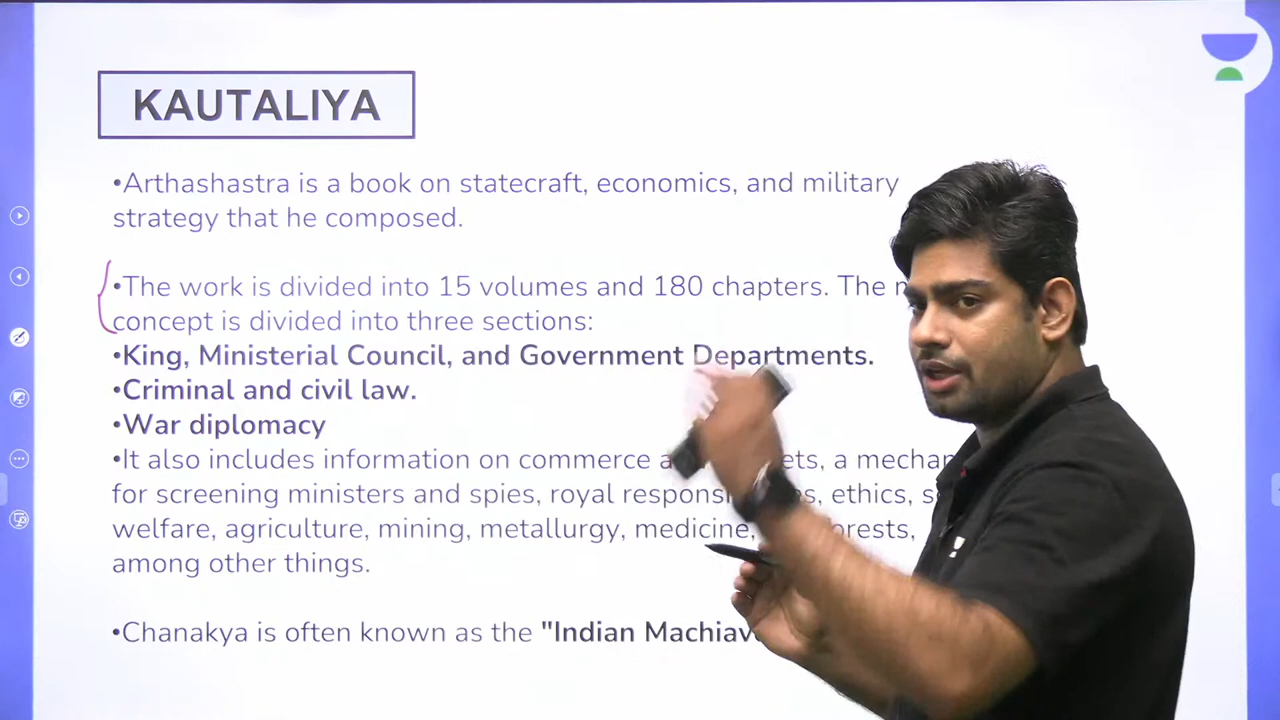 KAUTALIYA
•Arthashastra is a book on statecraft, economics, and military
strategy that he composed.
•The work is divided into 15 volumes and 180 chapters. The
concept is divided into three sections:
•King, Ministerial Council, and Government Departments.
•Criminal and civil law.
•War diplomacy
•It also includes information on commerce
for screening ministers and spies, royal ethics,
welfare, agriculture, mining, metallurgy, medicine,
among other things.
•Chanakya is often known as the "Indian